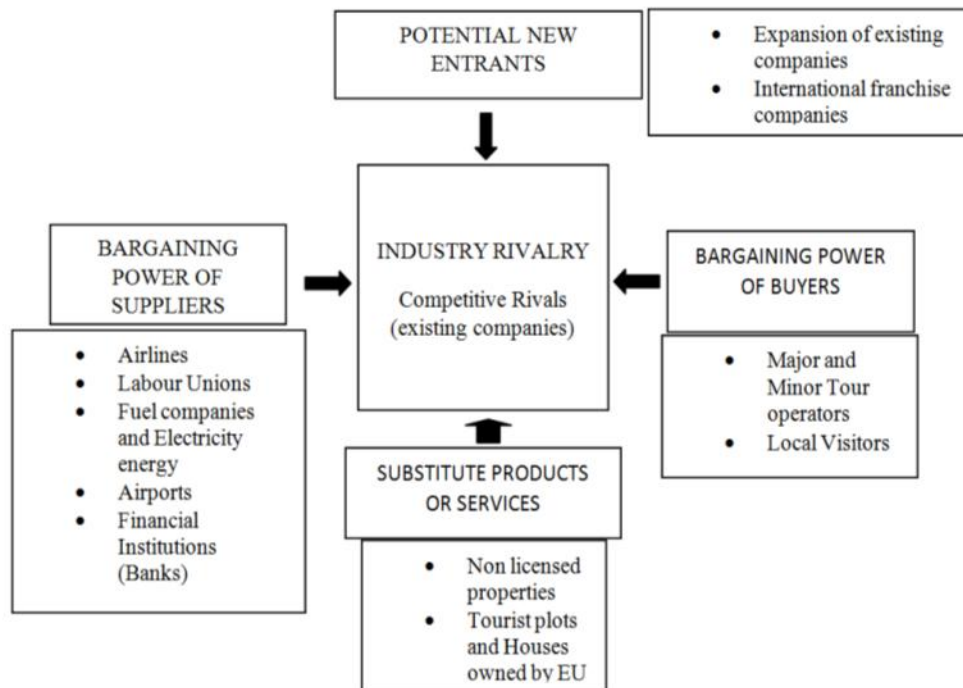 POTENTIAL NEW
ENTRANTS
• Expansion of existing
companies
• International franchise
companies
BARGAINING
POWER OF
SUPPLIERS
• Airlines
• Labour Unions
• Fuel companies
and Electricity
energy
• Airports
• Financial
Institutions
(Banks)
INDUSTRY RIVALRY
Competitive Rivals
(existing companies)
BARGAINING POWER
OF BUYERS
• Major and
Minor Tour
operators
• Local Visitors
SUBSTITUTE PRODUCTS
OR SERVICES
• Non licensed
properties
• Tourist plots
and Houses
owned by EU